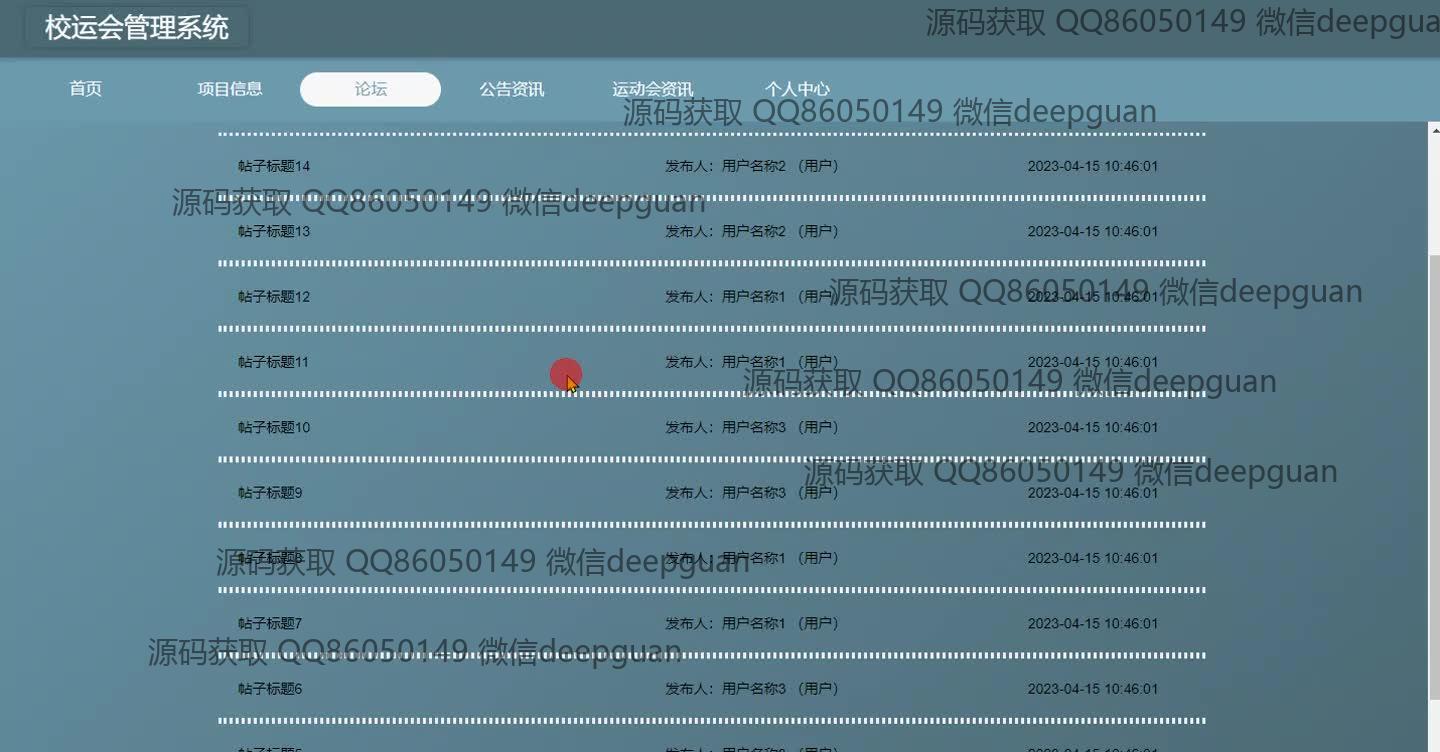 校运会管理系统
源码获取 QQ86050149 微信deepgua
首页 项目信息 论坛 公告资讯 运动会资讯 个人中心
源码获取 QQ86050149 微信deepguan
帖子标题14 发布人：用户名称2 （用户） 2023-04-15 10:46:01
源码获取 QQ86050149 微信deepguan
帖子标题13 发布人：用户名称2 （用户） 2023-04-15 10:46:01
帖子标题12 发布人：用户名称1 （用户） 2023-04-15 10:46:01
源码获取 QQ86050149 微信deepguan
帖子标题11 发布人：用户名称1 （用户） 2023-04-15 10:46:01
源码获取 QQ86050149 微信deepguan
帖子标题10 发布人：用户名称3 （用户） 2023-04-15 10:46:01
源码获取 QQ86050149 微信deepguan
帖子标题9 发布人：用户名称3 （用户） 2023-04-15 10:46:01
帖子标题8 发布人：用户名称1 （用户） 2023-04-15 10:46:01
源码获取 QQ86050149 微信deepguan
帖子标题7 发布人：用户名称1 （用户） 2023-04-15 10:46:01
源码获取 QQ86050149 微信deepguan
帖子标题6 发布人：用户名称3 （用户） 2023-04-15 10:46:01